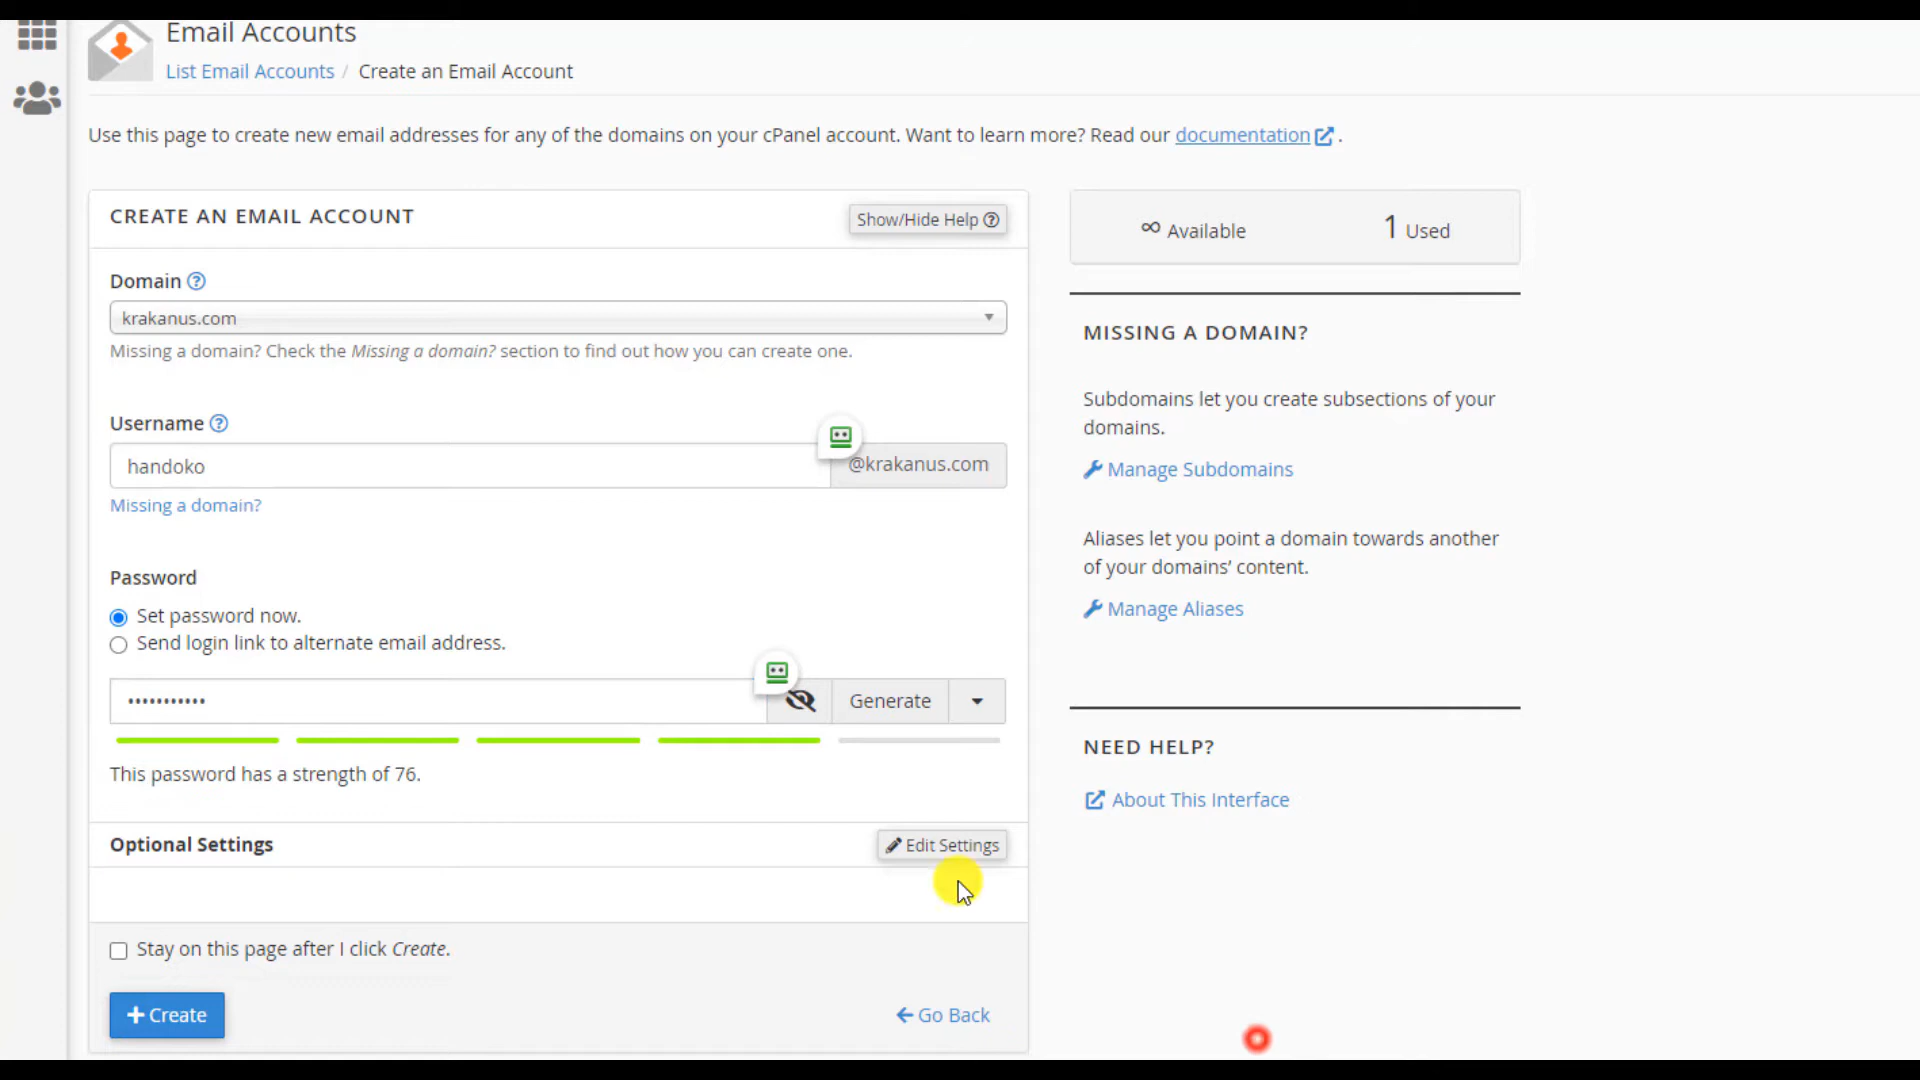 Email Accounts
List Email Accounts / Create an Email Account
Use this page to create new email addresses for any of the domains on your cPanel account. Want to learn more? Read our documentation .
CREATE AN EMAIL ACCOUNT
Show/Hide Help
Domain
krakanus.com
Missing a domain? Check the Missing a domain? section to find out how you can create one.
Username
handoko
@krakanus.com
Missing a domain?
Password
Set password now.
Send login link to alternate email address.
•••••••••••
Generate
This password has a strength of 76.
Optional Settings
Edit Settings
Stay on this page after I click Create.
+ Create
Go Back
∞ Available
1 Used
MISSING A DOMAIN?
Subdomains let you create subsections of your
domains.
Manage Subdomains
Aliases let you point a domain towards another
of your domains’ content.
Manage Aliases
NEED HELP?
About This Interface